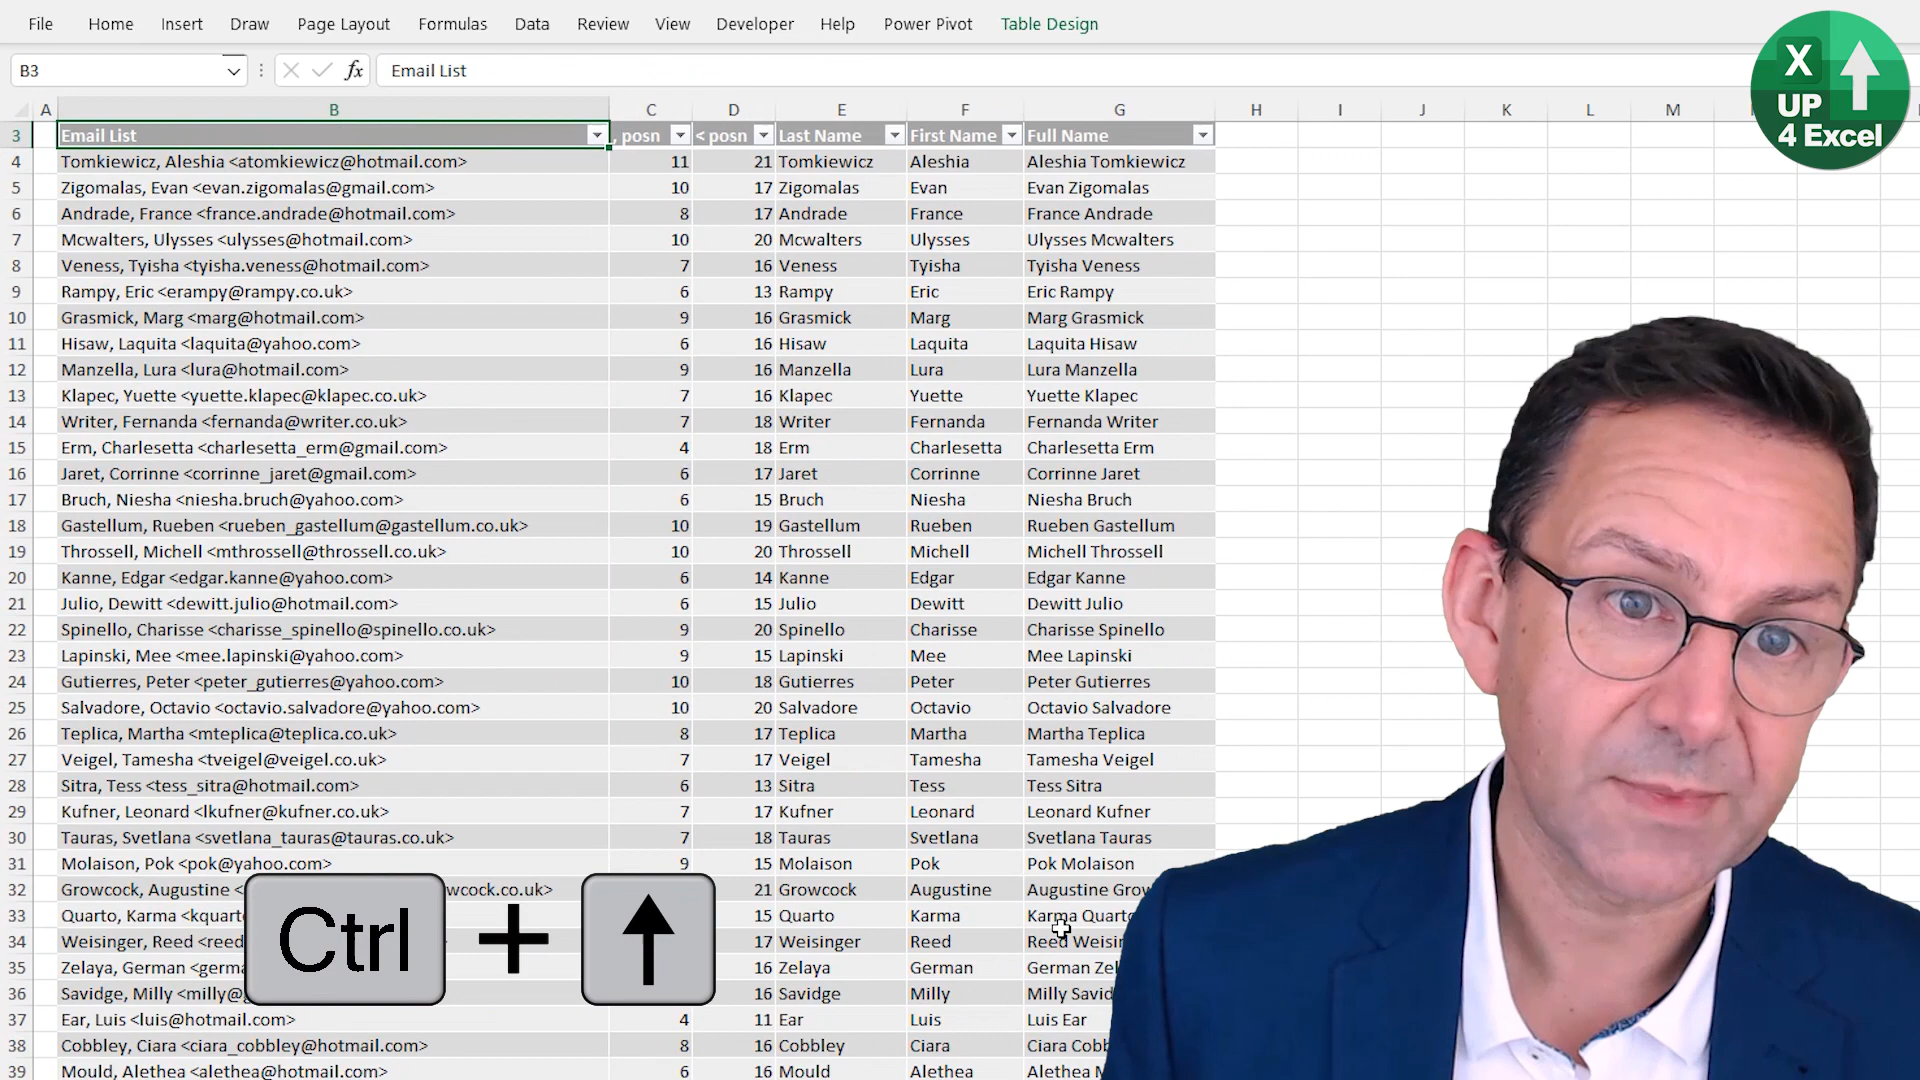 File Home Insert Draw Page Layout Formulas Data Review View Developer Help Power Pivot Table Design
B3 fx Email List
X UP 4 Excel
A B C D E F G H I J K L M
3 Email List , posn < posn Last Name First Name Full Name
4 Tomkiewicz, Aleshia <atomkiewicz@hotmail.com> 11 21 Tomkiewicz Aleshia Aleshia Tomkiewicz
5 Zigomalas, Evan <evan.zigomalas@gmail.com> 10 17 Zigomalas Evan Evan Zigomalas
6 Andrade, France <france.andrade@hotmail.com> 8 17 Andrade France France Andrade
7 Mcwalters, Ulysses <ulysses@hotmail.com> 10 20 Mcwalters Ulysses Ulysses Mcwalters
8 Veness, Tyisha <tyisha.veness@hotmail.com> 7 16 Veness Tyisha Tyisha Veness
9 Rampy, Eric <erampy@rampy.co.uk> 6 13 Rampy Eric Eric Rampy
10 Grasmick, Marg <marg@hotmail.com> 9 16 Grasmick Marg Marg Grasmick
11 Hisaw, Laquita <laquita@yahoo.com> 6 16 Hisaw Laquita Laquita Hisaw
12 Manzella, Lura <lura@hotmail.com> 9 16 Manzella Lura Lura Manzella
13 Klapec, Yuette <yuette.klapec@klapec.co.uk> 7 16 Klapec Yuette Yuette Klapec
14 Writer, Fernanda <fernanda@writer.co.uk> 7 18 Writer Fernanda Fernanda Writer
15 Erm, Charlesetta <charlesetta_erm@gmail.com> 4 18 Erm Charlesetta Charlesetta Erm
16 Jaret, Corrinne <corrinne_jaret@gmail.com> 6 17 Jaret Corrinne Corrinne Jaret
17 Bruch, Niesha <niesha.bruch@yahoo.com> 6 15 Bruch Niesha Niesha Bruch
18 Gastellum, Rueben <rueben_gastellum@gastellum.co.uk> 10 19 Gastellum Rueben Rueben Gastellum
19 Throssell, Michell <mthrossell@throssell.co.uk> 10 20 Throssell Michell Michell Throssell
20 Kanne, Edgar <edgar.kanne@yahoo.com> 6 14 Kanne Edgar Edgar Kanne
21 Julio, Dewitt <dewitt.julio@hotmail.com> 6 15 Julio Dewitt Dewitt Julio
22 Spinello, Charisse <charisse_spinello@spinello.co.uk> 9 20 Spinello Charisse Charisse Spinello
23 Lapinski, Mee <mee.lapinski@yahoo.com> 9 15 Lapinski Mee Mee Lapinski
24 Gutierres, Peter <peter_gutierres@yahoo.com> 10 18 Gutierres Peter Peter Gutierres
25 Salvadore, Octavio <octavio.salvadore@yahoo.com> 10 20 Salvadore Octavio Octavio Salvadore
26 Teplica, Martha <mteplica@teplica.co.uk> 8 17 Teplica Martha Martha Teplica
27 Veigel, Tamesha <tveigel@veigel.co.uk> 7 17 Veigel Tamesha Tamesha Veigel
28 Sitra, Tess <tess_sitra@hotmail.com> 6 13 Sitra Tess Tess Sitra
29 Kufner, Leonard <lkufner@kufner.co.uk> 7 17 Kufner Leonard Leonard Kufner
30 Tauras, Svetlana <svetlana_tauras@tauras.co.uk> 7 18 Tauras Svetlana Svetlana Tauras
31 Molaison, Pok <pok@yahoo.com> 9 15 Molaison Pok Pok Molaison
32 Growcock, Augustine < wcock.co.uk> 21 Growcock Augustine Augustine Grow
33 Quarto, Karma <kquart 15 Quarto Karma Karma Quarto
34 Weisinger, Reed <reed 17 Weisinger Reed Reed Weisin
35 Zelaya, German <germa 16 Zelaya German German Zel
36 Savidge, Milly <milly@g 16 Savidge Milly Milly Savid
37 Ear, Luis <luis@hotmail.com> 4 11 Ear Luis Luis Ear
38 Cobbley, Ciara <ciara_cobbley@hotmail.com> 8 16 Cobbley Ciara Ciara Cobb
39 Mould, Alethea <alethea@hotmail.com> 6 16 Mould Alethea Alethea M
Ctrl + ↑